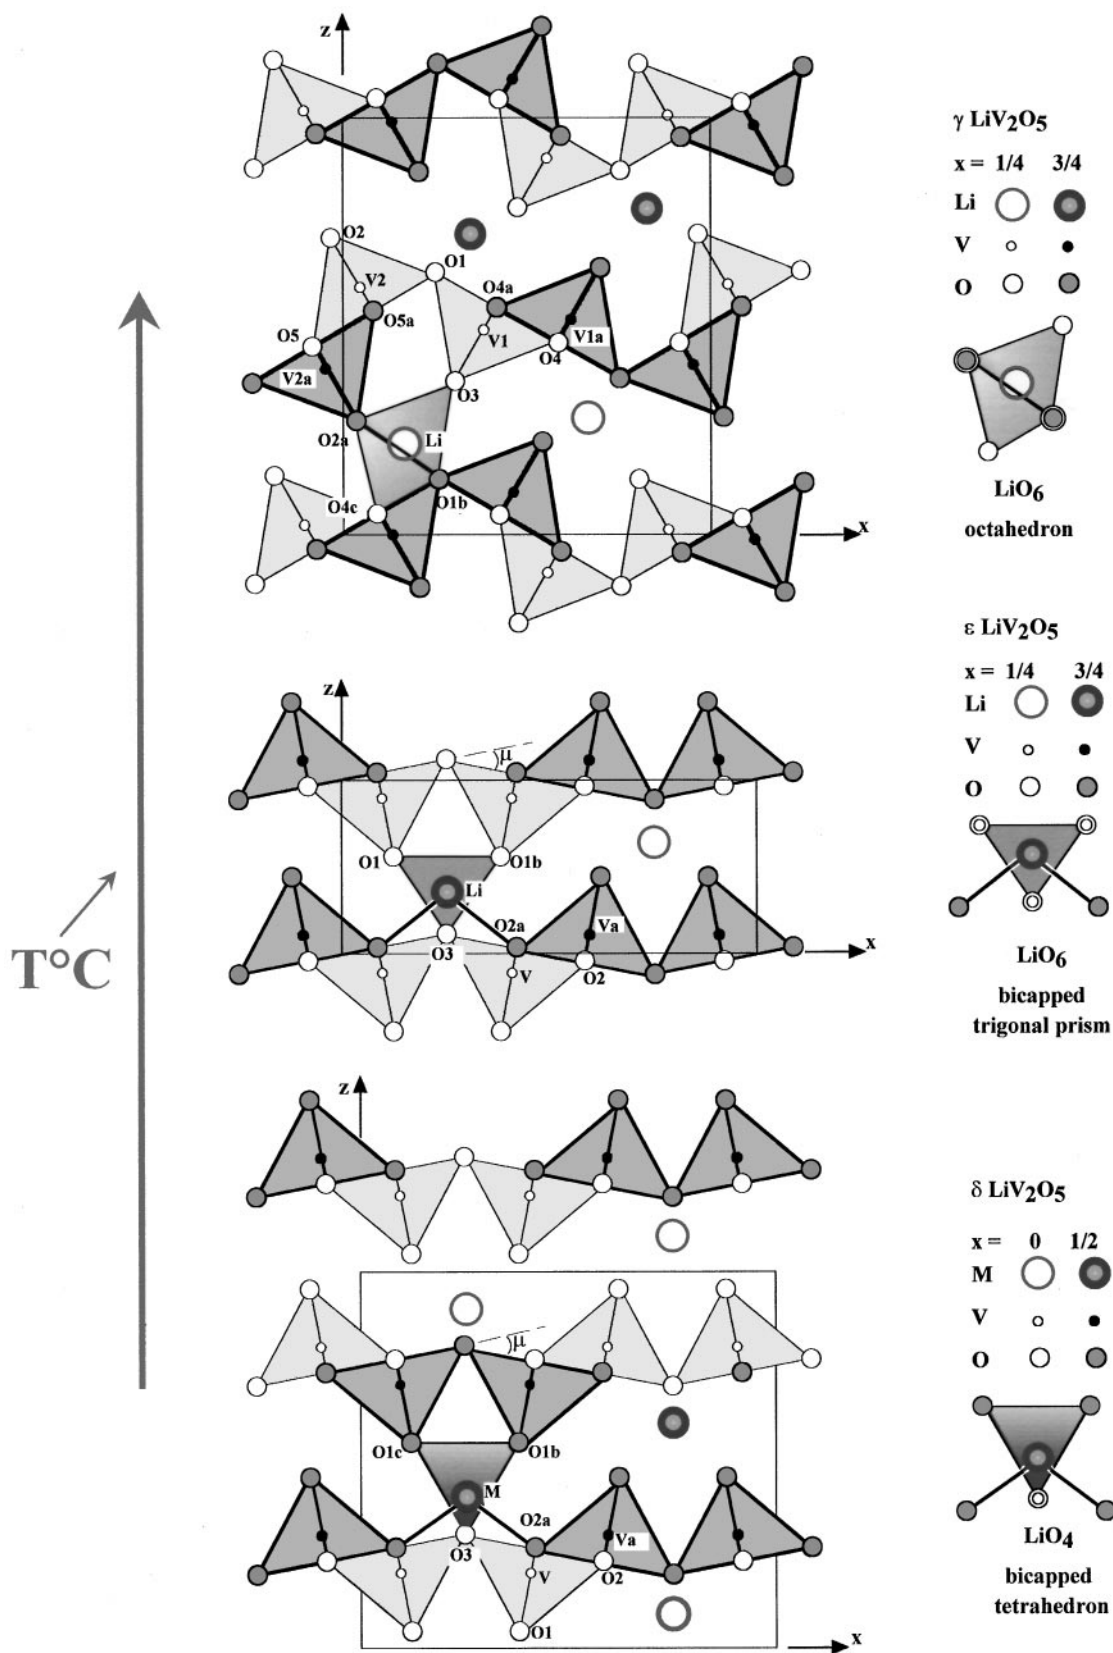 z
O2
O1
V2
O4a
O5a
O5
V1
V1a
O4
V2a
O3
O2a
Li
O4c
O1b
x
γ LiV2O5
x = 1/4 3/4
Li
V
O
LiO6
octahedron
z
μ
O1
O1b
Li
O2a
Va
O3
V
O2
x
ε LiV2O5
x = 1/4 3/4
Li
V
O
LiO6
bicapped
trigonal prism
T°C
z
μ
O1c
O1b
M
O2a
Va
O3
V
O2
O1
x
δ LiV2O5
x = 0 1/2
M
V
O
LiO4
bicapped
tetrahedron